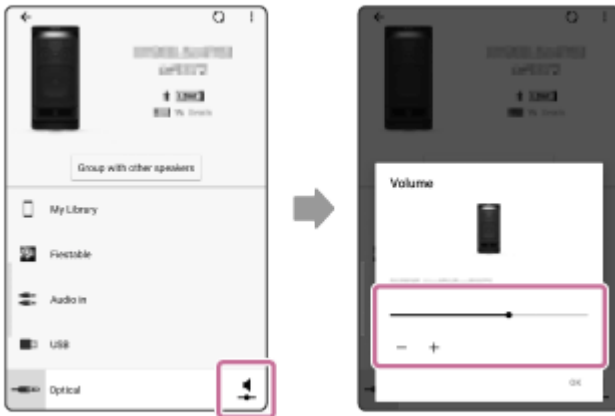 Group with other speakers
My Library
Fiestable
Audio in
USB
Optical
Volume
OK